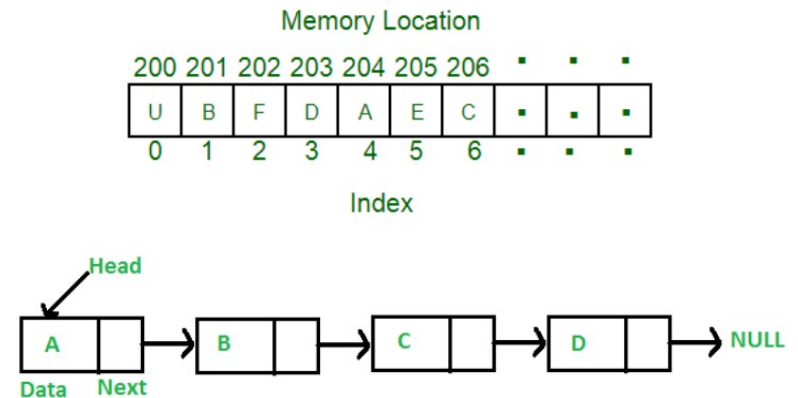 Memory Location
200 201 202 203 204 205 206
U B F D A E C
0 1 2 3 4 5 6
Index
Head
A B C D NULL
Data Next